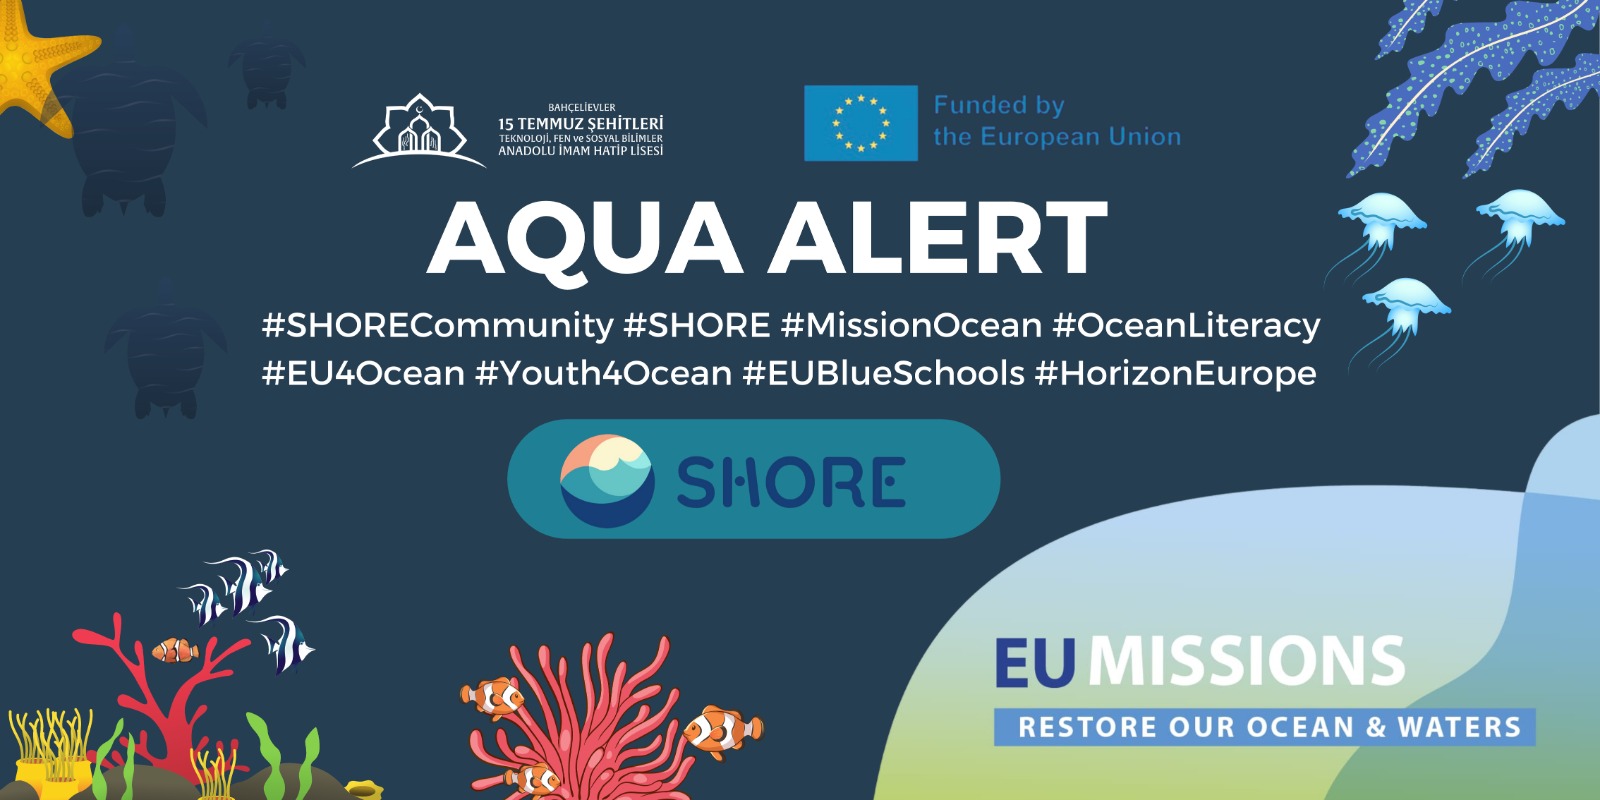 BAHÇELİEVLER
15 TEMMUZ ŞEHİTLERİ
TEKNOLOJİ, FEN ve SOSYAL BİLİMLER
ANADOLU İMAM HATİP LİSESİ
Funded by
the European Union
AQUA ALERT
#SHORECommunity #SHORE #MissionOcean #OceanLiteracy
#EU4Ocean #Youth4Ocean #EUBlueSchools #HorizonEurope
SHORE
EU MISSIONS
RESTORE OUR OCEAN & WATERS